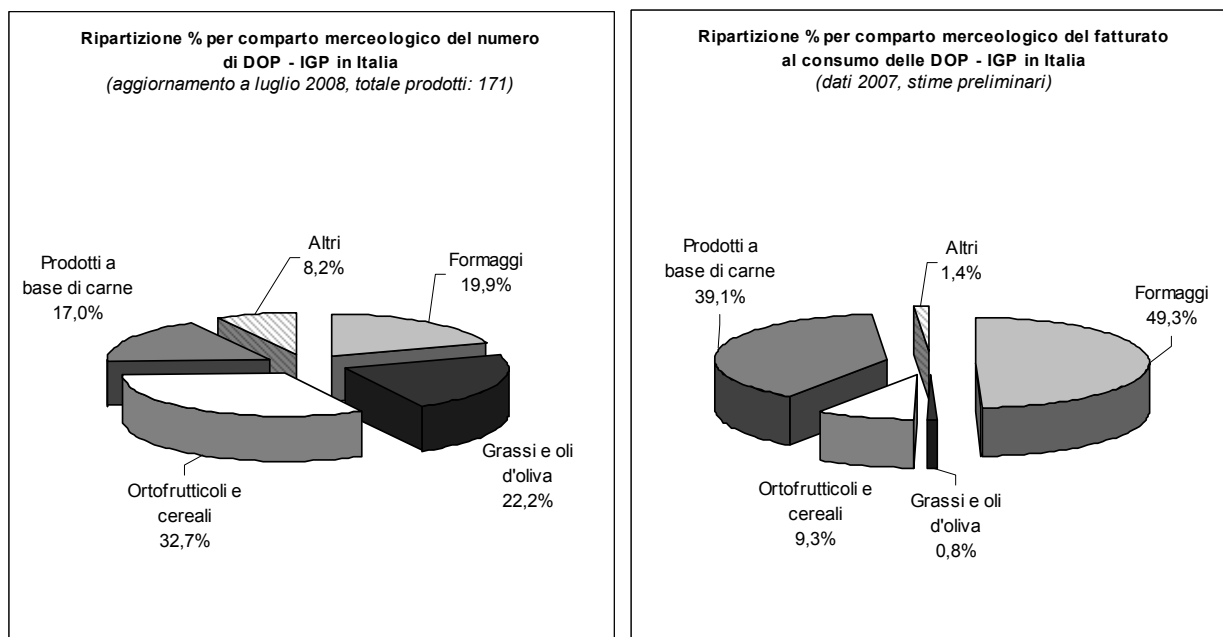 Ripartizione % per comparto merceologico del numero
di DOP - IGP in Italia
(aggiornamento a luglio 2008, totale prodotti: 171)
Altri
8,2%
Formaggi
19,9%
Prodotti a
base di carne
17,0%
Grassi e oli
d'oliva
22,2%
Ortofrutticoli e
cereali
32,7%
Ripartizione % per comparto merceologico del fatturato
al consumo delle DOP - IGP in Italia
(dati 2007, stime preliminari)
Altri
1,4%
Prodotti a
base di carne
39,1%
Formaggi
49,3%
Ortofrutticoli e
cereali
9,3%
Grassi e oli
d'oliva
0,8%